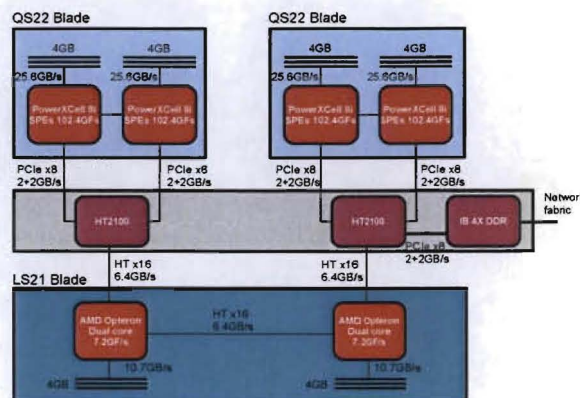 QS22 Blade
QS22 Blade
4GB
4GB
4GB
4GB
25.6GB/s
25.6GB/s
25.6GB/s
25.6GB/s
PowerXCell 8i
SPEs 102.4GFs
PowerXCell 8i
SPEs 102.4GFs
PowerXCell 8i
SPEs 102.4GFs
PowerXCell 8i
SPEs 102.4GFs
PCIe x8
2+2GB/s
PCIe x8
2+2GB/s
PCIe x8
2+2GB/s
PCIe x8
2+2GB/s
HT2100
HT2100
IB 4X DDR
Networ
fabric
PCIe x8
2+2GB/s
HT x16
6.4GB/s
HT x16
6.4GB/s
LS21 Blade
AMD Opteron
Dual core
7.2GF/s
HT x16
6.4GB/s
AMD Opteron
Dual core
7.2GF/s
10.7GB/s
10.7GB/s
4GB
4GB